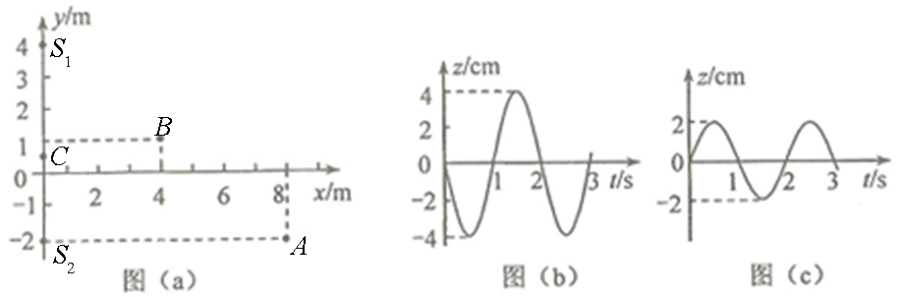 y/m
4 S₁
3
2
1 B
C
0 2 4 6 8 x/m
−1
−2 S₂ A
图（a）
z/cm
4
2
0 1 2 3 t/s
−2
−4
图（b）
z/cm
2
0 1 2 3 t/s
−2
图（c）